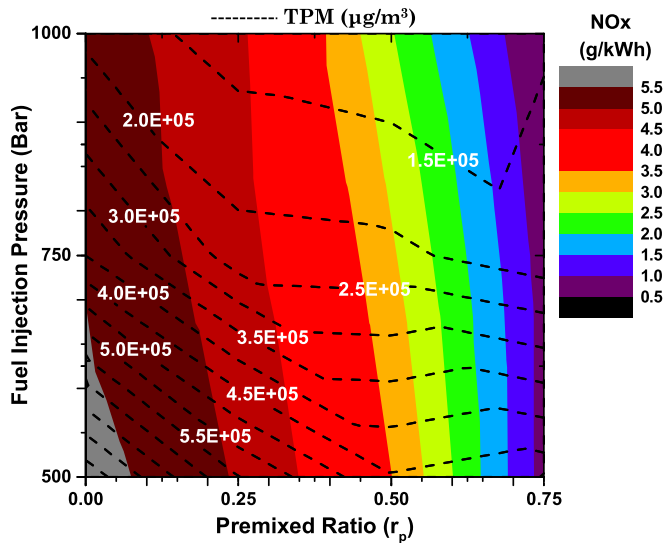 TPM (µg/m³)
NOx
(g/kWh)
5.5
5.0
4.5
4.0
3.5
3.0
2.5
2.0
1.5
1.0
0.5
Fuel Injection Pressure (Bar)
1000
750
500
2.0E+05
1.5E+05
3.0E+05
2.5E+05
4.0E+05
3.5E+05
5.0E+05
4.5E+05
5.5E+05
0.00
0.25
0.50
0.75
Premixed Ratio (rp)